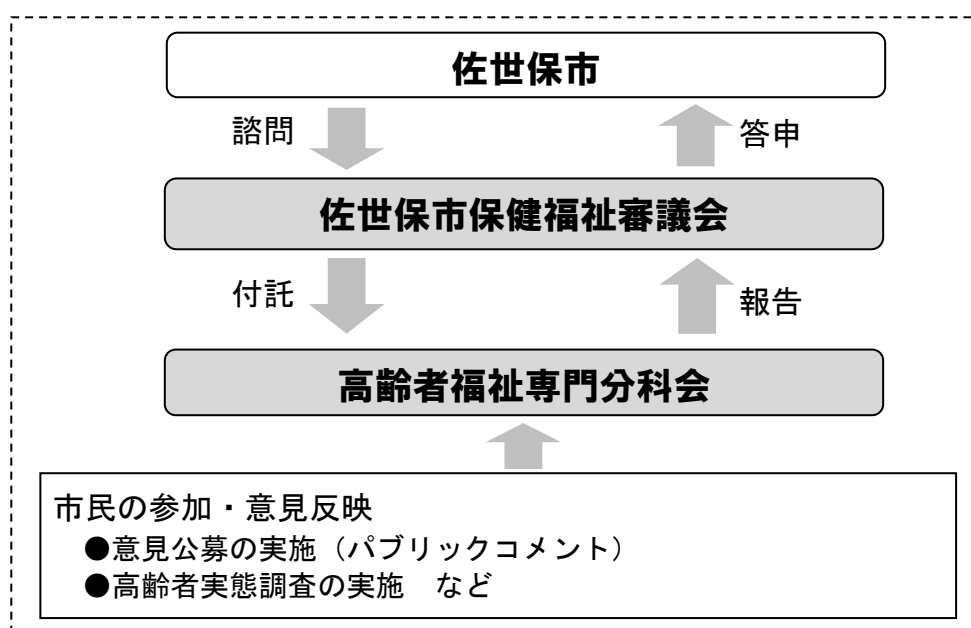 佐世保市
諮問
答申
佐世保市保健福祉審議会
付託
報告
高齢者福祉専門分科会
市民の参加・意見反映
●意見公募の実施（パブリックコメント）
●高齢者実態調査の実施　など